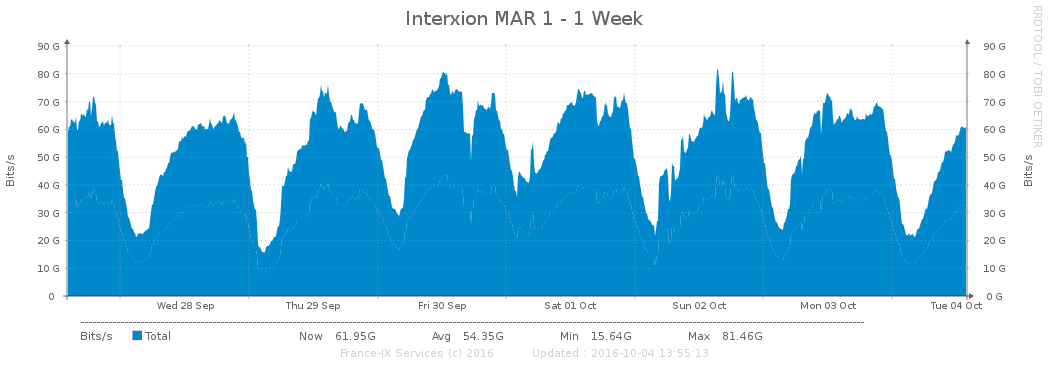 Interxion MAR 1 - 1 Week
RRDTOOL / TOBI OETIKER
Bits/s
90 G
80 G
70 G
60 G
50 G
40 G
30 G
20 G
10 G
0
90 G
80 G
70 G
60 G
50 G
40 G
30 G
20 G
10 G
0 G
Bits/s
Wed 28 Sep Thu 29 Sep Fri 30 Sep Sat 01 Oct Sun 02 Oct Mon 03 Oct Tue 04 Oct
Bits/s Total Now 61.95G Avg 54.35G Min 15.64G Max 81.46G
France-IX Services (c) 2016 Updated : 2016-10-04 13:55:13